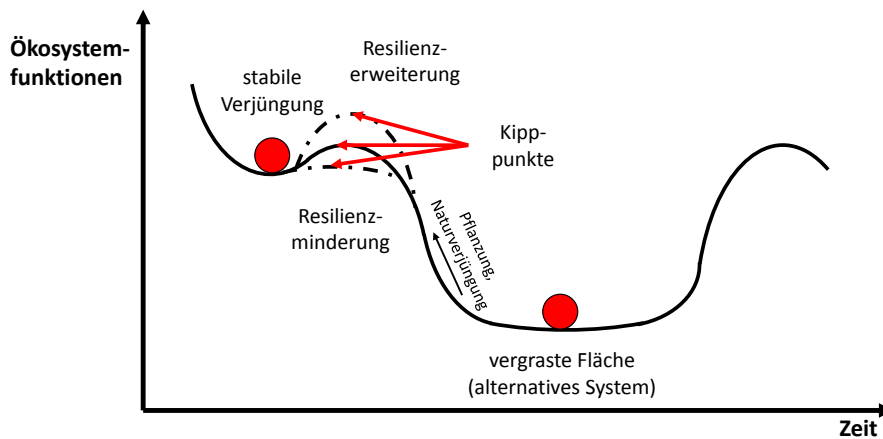 Ökosystem-
funktionen
stabile
Verjüngung
Resilienz-
erweiterung
Kipp-
punkte
Resilienz-
minderung
Pflanzung,
Naturverjüngung
vergraste Fläche
(alternatives System)
Zeit